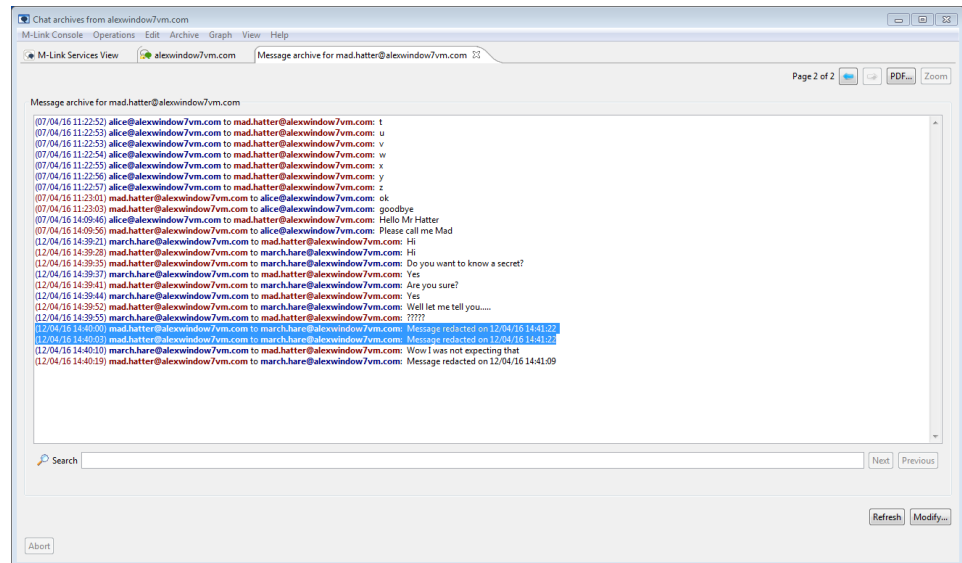 Chat archives from alexwindow7vm.com
M-Link Console Operations Edit Archive Graph View Help
M-Link Services View alexwindow7vm.com Message archive for mad.hatter@alexwindow7vm.com
Page 2 of 2 PDF... Zoom
Message archive for mad.hatter@alexwindow7vm.com
(07/04/16 11:22:52) alice@alexwindow7vm.com to mad.hatter@alexwindow7vm.com: t
(07/04/16 11:22:53) alice@alexwindow7vm.com to mad.hatter@alexwindow7vm.com: u
(07/04/16 11:22:53) alice@alexwindow7vm.com to mad.hatter@alexwindow7vm.com: v
(07/04/16 11:22:54) alice@alexwindow7vm.com to mad.hatter@alexwindow7vm.com: w
(07/04/16 11:22:55) alice@alexwindow7vm.com to mad.hatter@alexwindow7vm.com: x
(07/04/16 11:22:56) alice@alexwindow7vm.com to mad.hatter@alexwindow7vm.com: y
(07/04/16 11:22:57) alice@alexwindow7vm.com to mad.hatter@alexwindow7vm.com: z
(07/04/16 11:23:01) mad.hatter@alexwindow7vm.com to alice@alexwindow7vm.com: ok
(07/04/16 11:23:03) mad.hatter@alexwindow7vm.com to alice@alexwindow7vm.com: goodbye
(07/04/16 14:09:46) alice@alexwindow7vm.com to mad.hatter@alexwindow7vm.com: Hello Mr Hatter
(07/04/16 14:09:56) mad.hatter@alexwindow7vm.com to alice@alexwindow7vm.com: Please call me Mad
(12/04/16 14:39:21) march.hare@alexwindow7vm.com to mad.hatter@alexwindow7vm.com: Hi
(12/04/16 14:39:28) mad.hatter@alexwindow7vm.com to march.hare@alexwindow7vm.com: Hi
(12/04/16 14:39:35) mad.hatter@alexwindow7vm.com to march.hare@alexwindow7vm.com: Do you want to know a secret?
(12/04/16 14:39:37) march.hare@alexwindow7vm.com to mad.hatter@alexwindow7vm.com: Yes
(12/04/16 14:39:41) mad.hatter@alexwindow7vm.com to march.hare@alexwindow7vm.com: Are you sure?
(12/04/16 14:39:44) march.hare@alexwindow7vm.com to mad.hatter@alexwindow7vm.com: Yes
(12/04/16 14:39:52) mad.hatter@alexwindow7vm.com to march.hare@alexwindow7vm.com: Well let me tell you.....
(12/04/16 14:39:55) march.hare@alexwindow7vm.com to mad.hatter@alexwindow7vm.com: ?????
(12/04/16 14:40:00) mad.hatter@alexwindow7vm.com to march.hare@alexwindow7vm.com: Message redacted on 12/04/16 14:41:22
(12/04/16 14:40:03) mad.hatter@alexwindow7vm.com to march.hare@alexwindow7vm.com: Message redacted on 12/04/16 14:41:22
(12/04/16 14:40:10) march.hare@alexwindow7vm.com to mad.hatter@alexwindow7vm.com: Wow I was not expecting that
(12/04/16 14:40:19) mad.hatter@alexwindow7vm.com to march.hare@alexwindow7vm.com: Message redacted on 12/04/16 14:41:09
Search Next Previous
Refresh Modify...
Abort